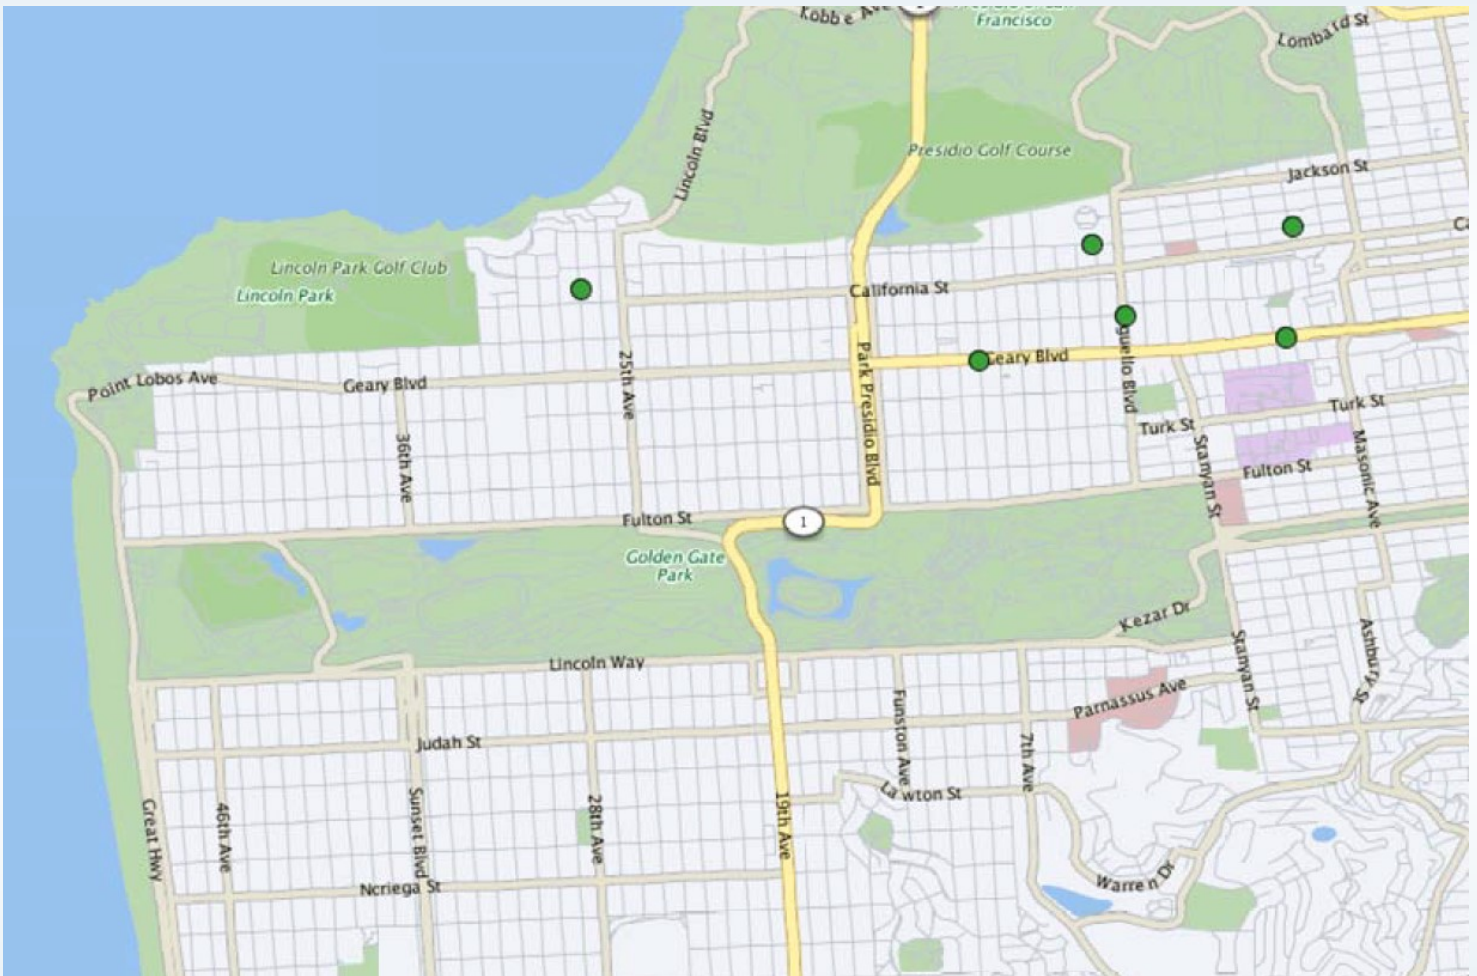 Kobbe Ave
Francisco
Lombard St
Lincoln Blvd
Presidio Golf Course
Jackson St
Lincoln Park Golf Club
Lincoln Park
California St
Point Lobos Ave
Geary Blvd
25th Ave
Park Presidio Blvd
Geary Blvd
guello Blvd
Turk St
Turk St
36th Ave
Stanyan St
Masonic Ave
Fulton St
Fulton St
1
Golden Gate
Park
Kezar Dr
Lincoln Way
Stanyan St
Ashbury St
Parnassus Ave
Funston Ave
Judah St
7th Ave
Lawton St
Great Hwy
46th Ave
Sunset Blvd
28th Ave
19th Ave
Warren Dr
Noriega St